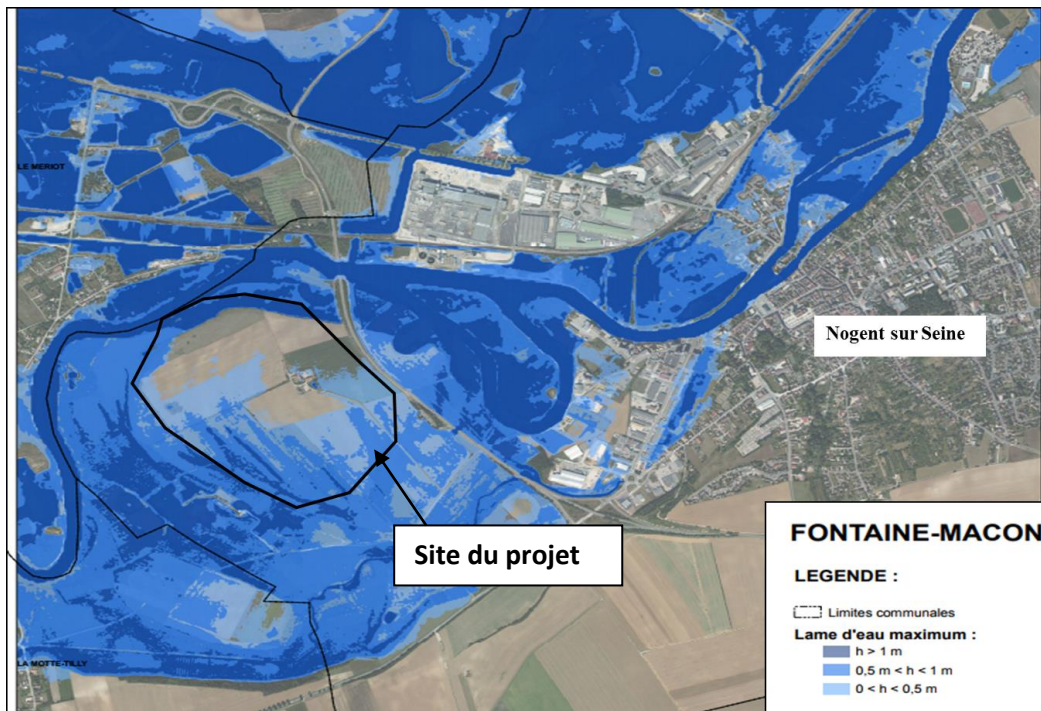 LE MERIOT
Nogent sur Seine
Site du projet
LA MOTTE-TILLY
FONTAINE-MACON
LEGENDE :
Limites communales
Lame d'eau maximum :
h > 1 m
0,5 m < h < 1 m
0 < h < 0,5 m